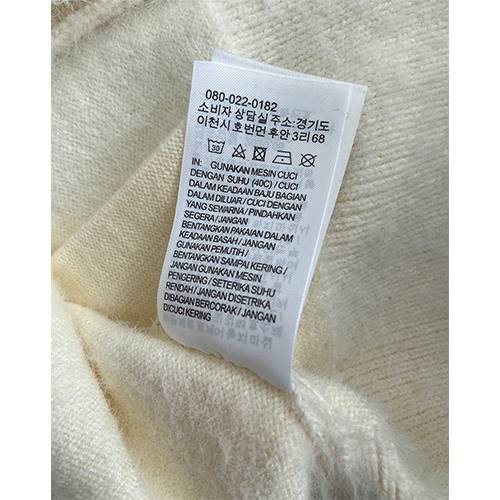 080-022-0182
소비자 상담실 주소:경기도
이천시 호번먼 후안 3리 68
30
IN: GUNAKAN MESIN CUCI
DENGAN SUHU (40C) / CUCI
DALAM KEADAAN BAJU BAGIAN
DALAM DILUAR / CUCI DENGAN
YANG SEWARNA / PINDAHKAN
SEGERA / JANGAN
BENTANGKAN PAKAIAN DALAM
KEADAAN BASAH / JANGAN
GUNAKAN PEMUTIH /
BENTANGKAN SAMPAI KERING /
JANGAN GUNAKAN MESIN
PENGERING / SETERIKA SUHU
RENDAH / JANGAN DISETRIKA
DIBAGIAN BERCORAK / JANGAN
DICUCI KERING